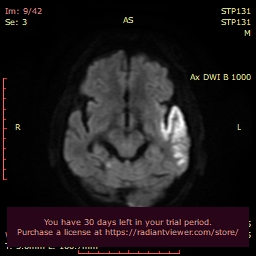 Im: 9/42
Se: 3
AS
STP131
STP131
M
Ax DWI B 1000
R
L
You have 30 days left in your trial period.
Purchase a license at https://radiantviewer.com/store/